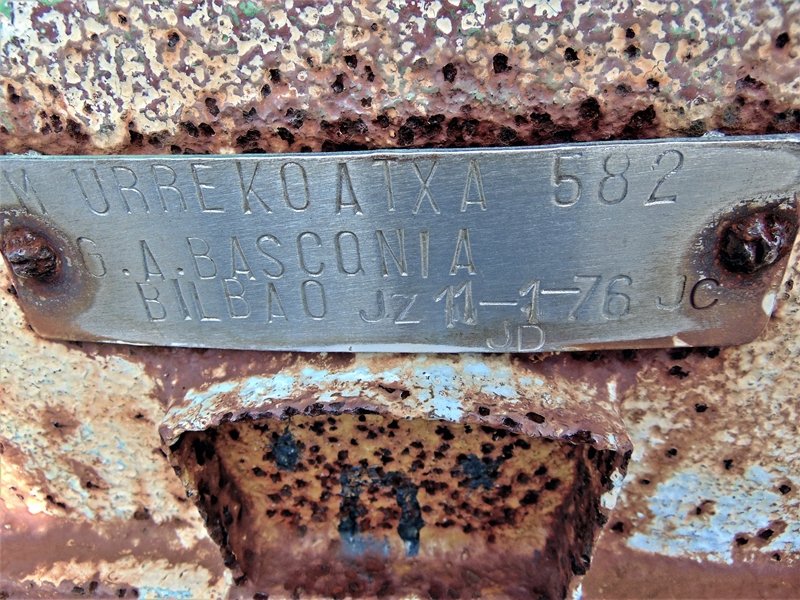 M URREKOATXA 582
G.A.BASCONIA
BILBAO Jz 11-1-76 JC
JD